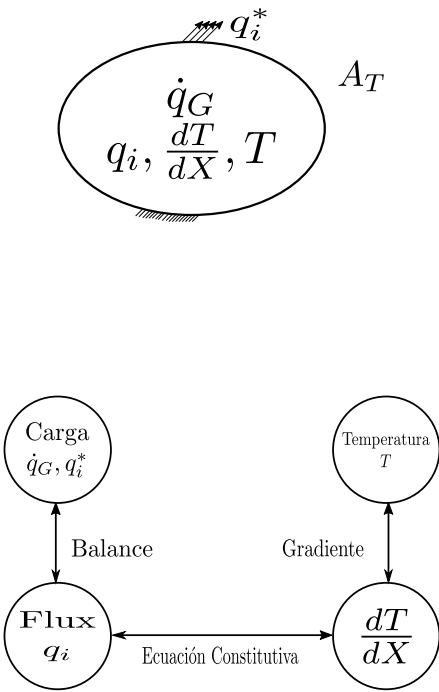 q_i^*
A_T
q̇_G
q_i, dT/dX, T
Carga
q̇_G, q_i^*
Temperatura
T
Balance
Gradiente
Flux
q_i
dT/dX
Ecuación Constitutiva